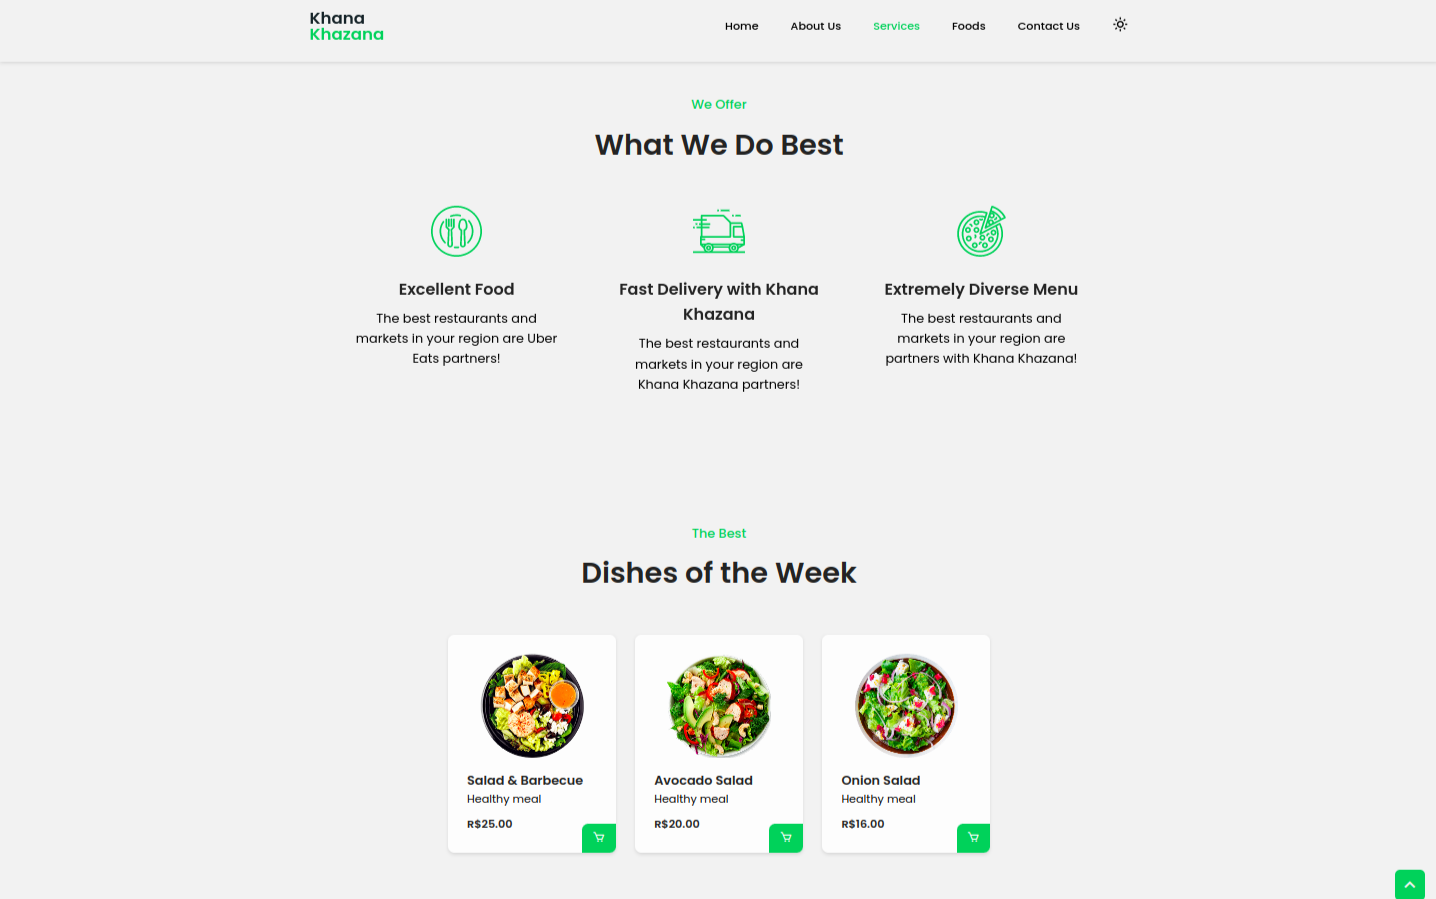 Khana
Khazana
Home
About Us
Services
Foods
Contact Us
We Offer
What We Do Best
Excellent Food
The best restaurants and
markets in your region are Uber
Eats partners!
Fast Delivery with Khana
Khazana
The best restaurants and
markets in your region are
Khana Khazana partners!
Extremely Diverse Menu
The best restaurants and
markets in your region are
partners with Khana Khazana!
The Best
Dishes of the Week
Salad & Barbecue
Healthy meal
R$25.00
Avocado Salad
Healthy meal
R$20.00
Onion Salad
Healthy meal
R$16.00